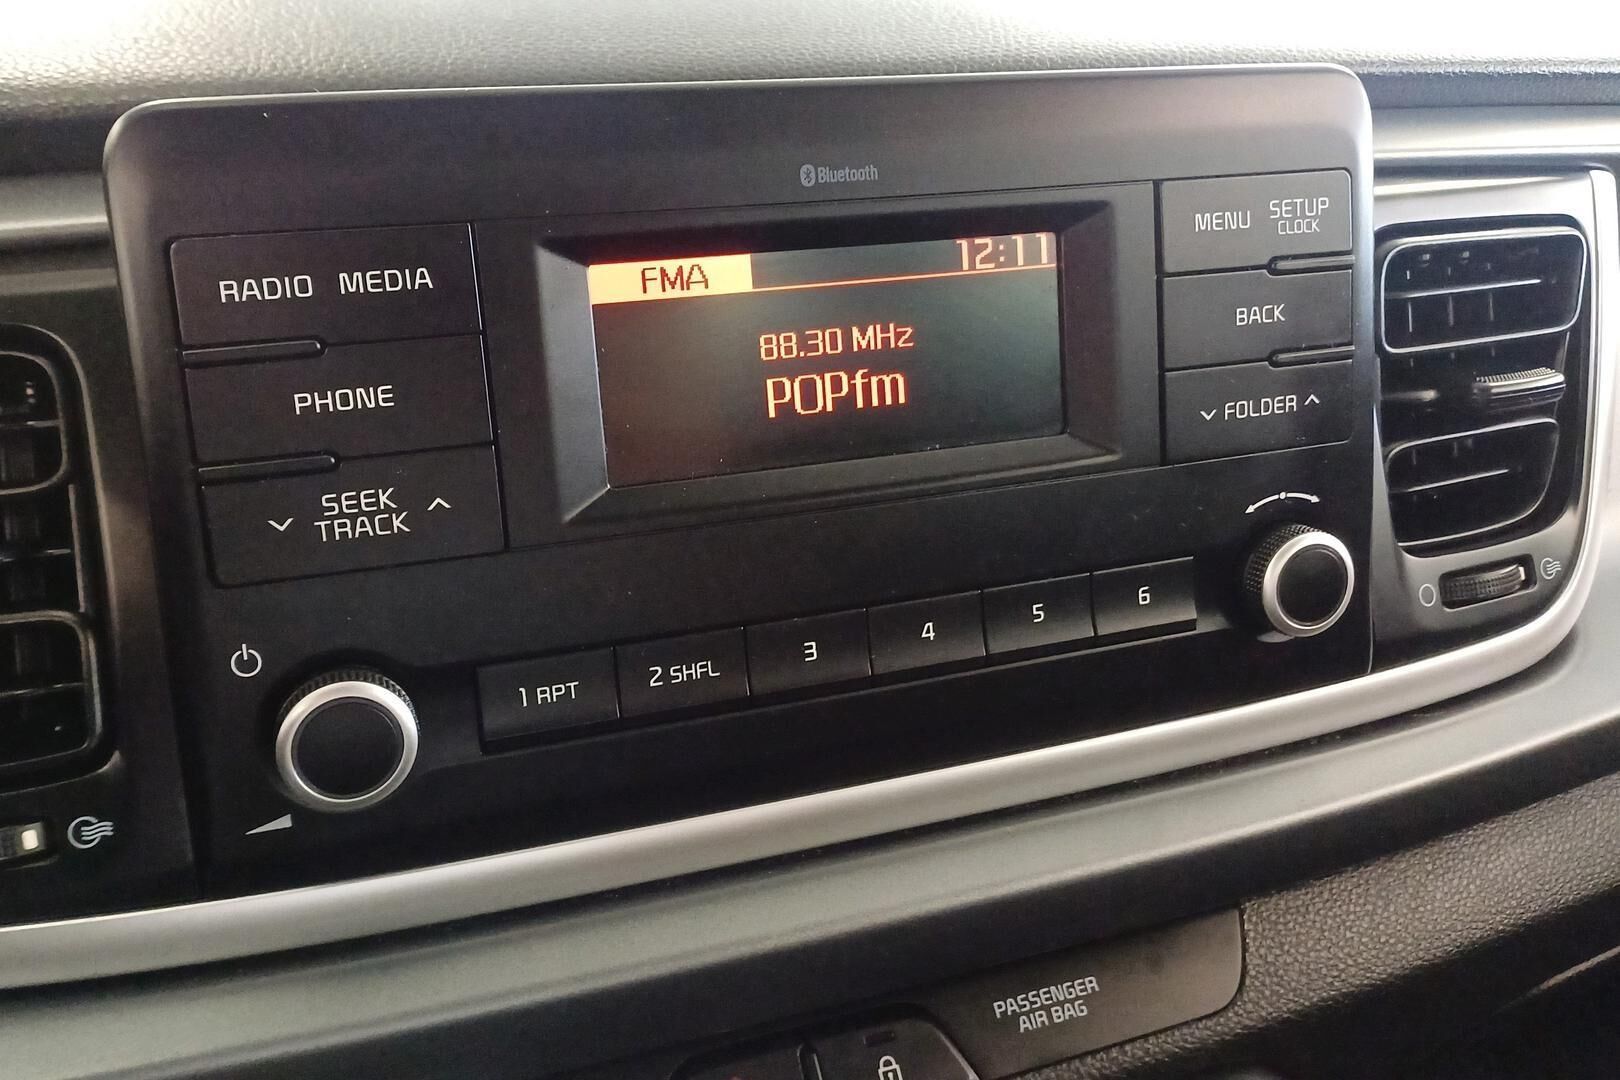 Bluetooth
RADIO MEDIA
PHONE
SEEK
TRACK
FMA
12:11
88.30 MHz
POPfm
MENU
SETUP
CLOCK
BACK
FOLDER
1 RPT
2 SHFL
3
4
5
6
PASSENGER
AIR BAG